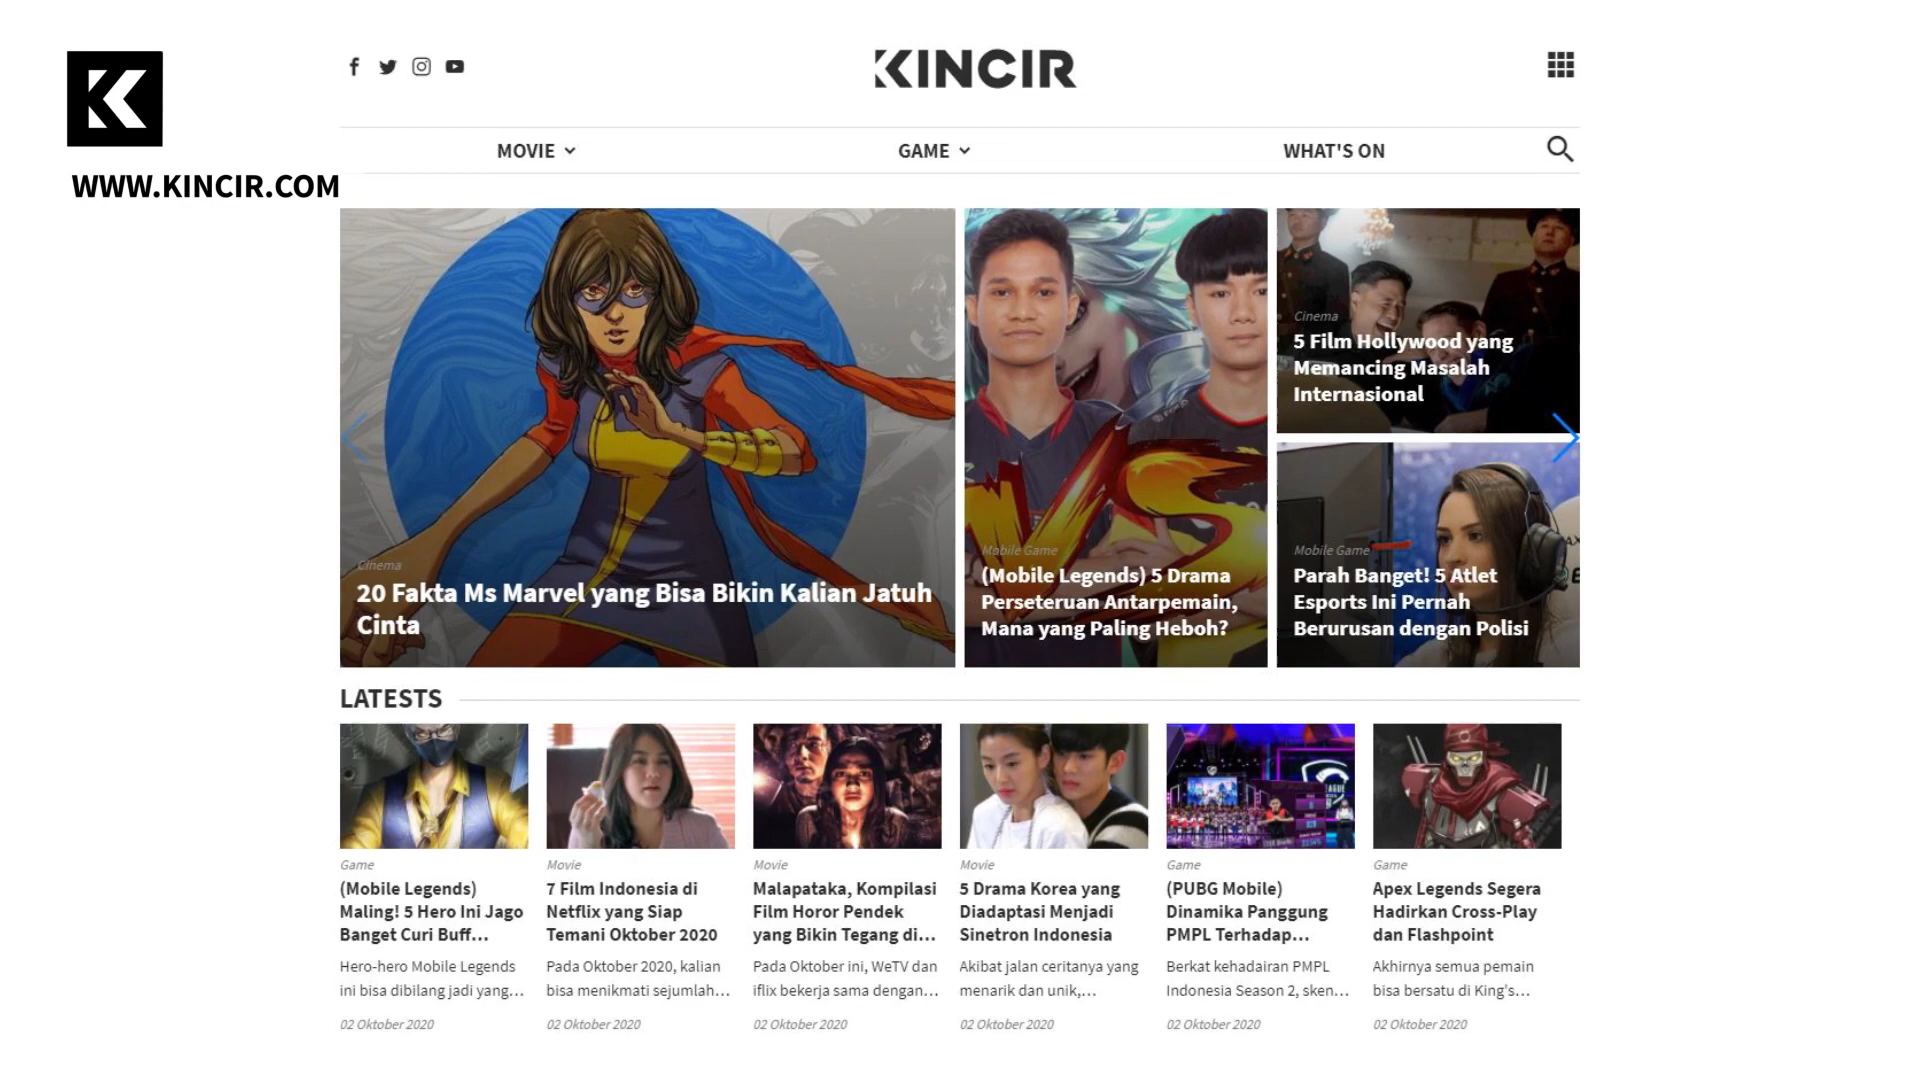 KINCIR
WWW.KINCIR.COM
MOVIE
GAME
WHAT'S ON
Cinema
20 Fakta Ms Marvel yang Bisa Bikin Kalian Jatuh
Cinta
VS
Mobile Game
(Mobile Legends) 5 Drama
Perseteruan Antarpemain,
Mana yang Paling Heboh?
Cinema
5 Film Hollywood yang
Memancing Masalah
Internasional
Mobile Game
Parah Banget! 5 Atlet
Esports Ini Pernah
Berurusan dengan Polisi
LATESTS
Game
(Mobile Legends)
Maling! 5 Hero Ini Jago
Banget Curi Buff...
Hero-hero Mobile Legends
ini bisa dibilang jadi yang...
02 Oktober 2020
Movie
7 Film Indonesia di
Netflix yang Siap
Temani Oktober 2020
Pada Oktober 2020, kalian
bisa menikmati sejumlah...
02 Oktober 2020
Movie
Malapataka, Kompilasi
Film Horor Pendek
yang Bikin Tegang di...
Pada Oktober ini, WeTV dan
iflix bekerja sama dengan...
02 Oktober 2020
Movie
5 Drama Korea yang
Diadaptasi Menjadi
Sinetron Indonesia
Akibat jalan ceritanya yang
menarik dan unik,...
02 Oktober 2020
Game
(PUBG Mobile)
Dinamika Panggung
PMPL Terhadap...
Berkat kehadairan PMPL
Indonesia Season 2, sken...
02 Oktober 2020
Game
Apex Legends Segera
Hadirkan Cross-Play
dan Flashpoint
Akhirnya semua pemain
bisa bersatu di King's...
02 Oktober 2020